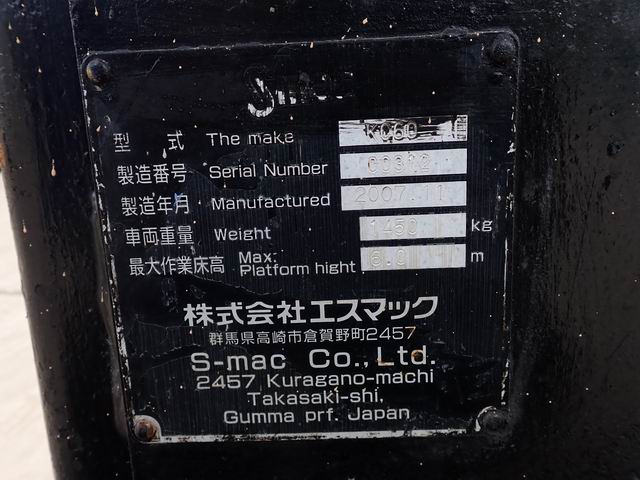 S-mac
型 式 The make KC60
製造番号 Serial Number 00312
製造年月 Manufactured 2007.11
車両重量 Weight 1450 kg
最大作業床高 Max: Platform hight 6.0 m
株式会社エスマック
群馬県高崎市倉賀野町2457
S-mac Co.,Ltd.
2457 Kuragano-machi
Takasaki-shi,
Gumma prf. Japan